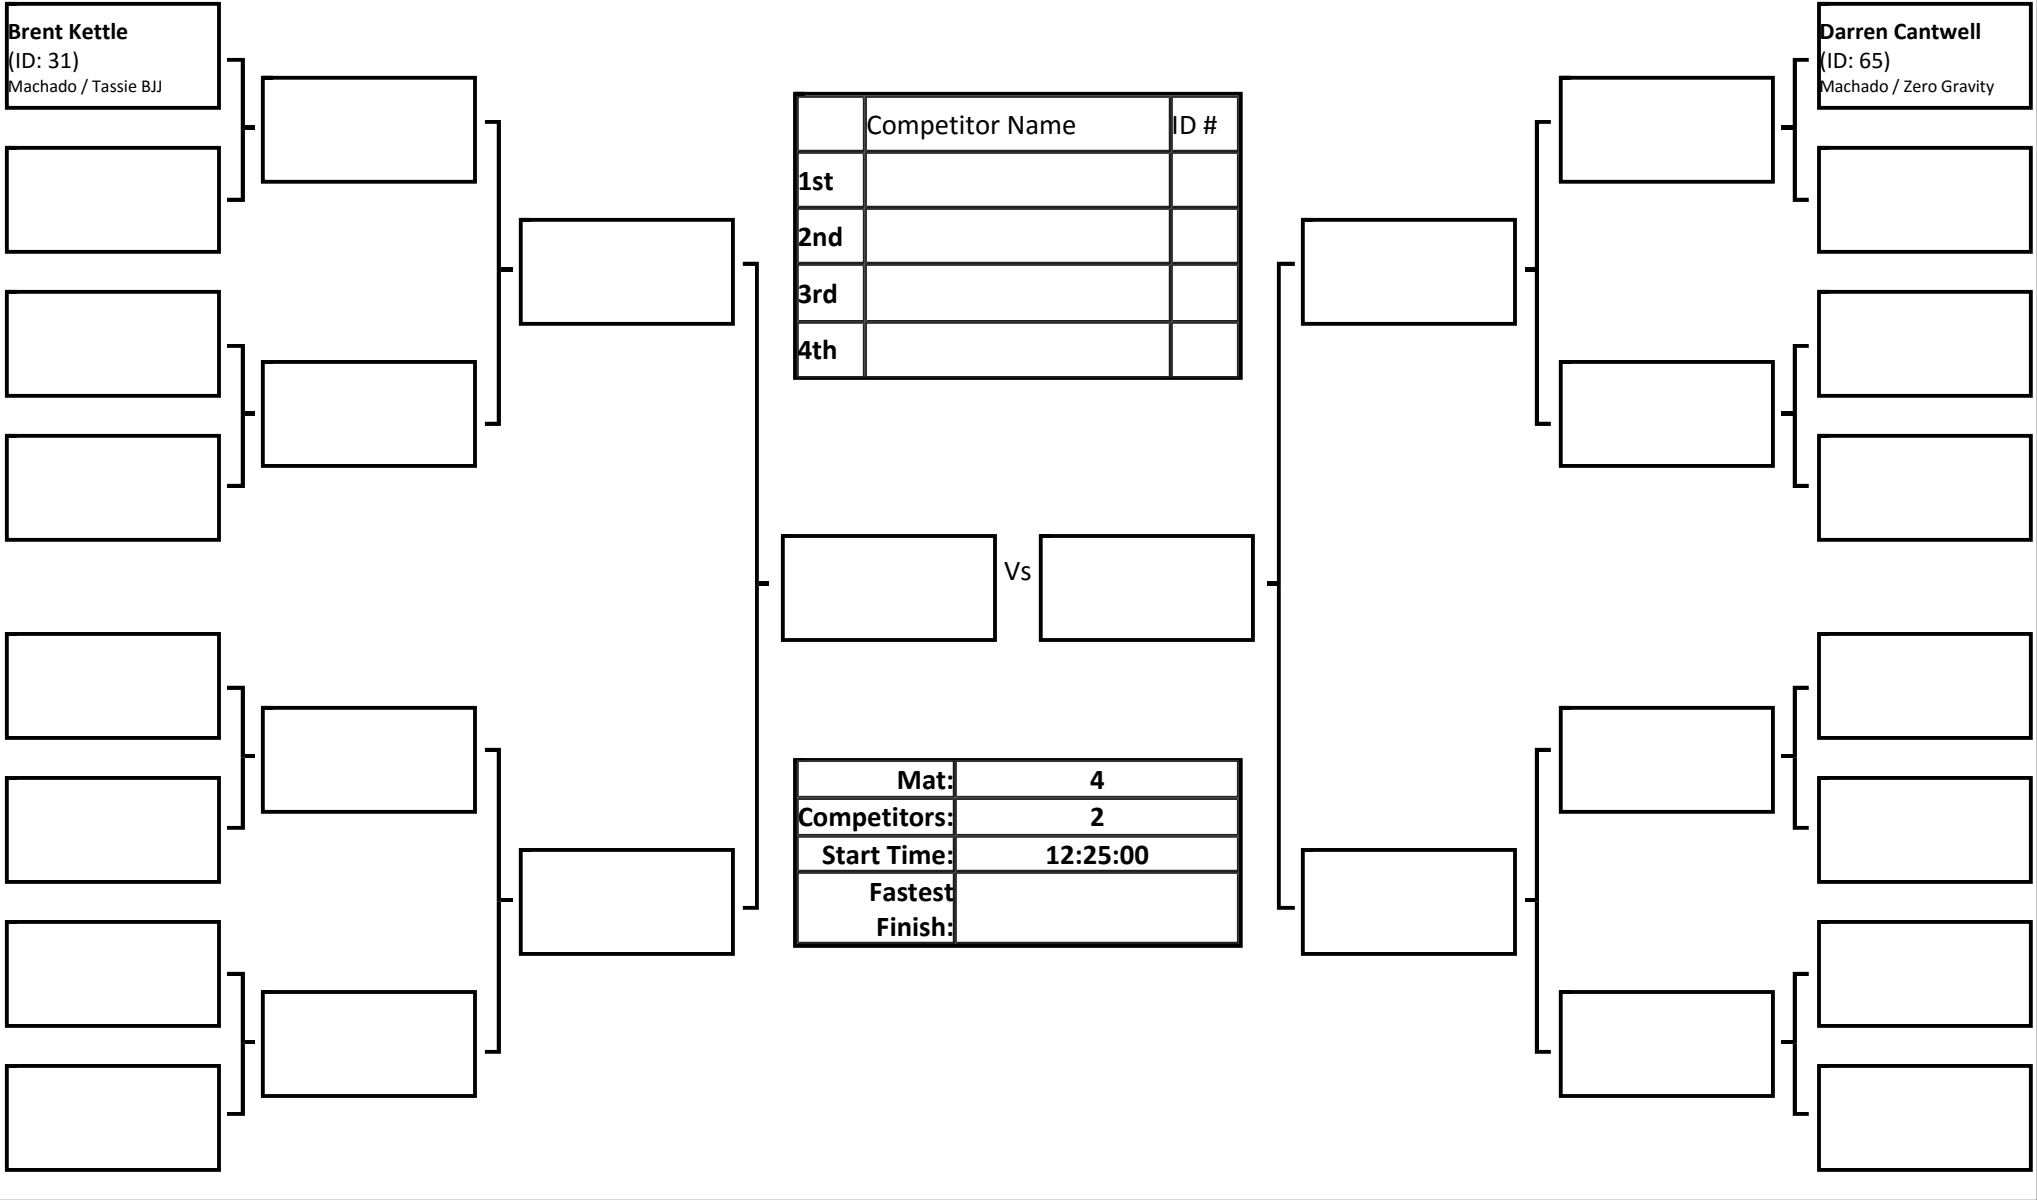 Brent Kettle
(ID: 31)
Machado / Tassie BJJ
Darren Cantwell
(ID: 65)
Machado / Zero Gravity
Competitor Name ID #
1st
2nd
3rd
4th
Vs
Mat: 4
Competitors: 2
Start Time: 12:25:00
Fastest
Finish: